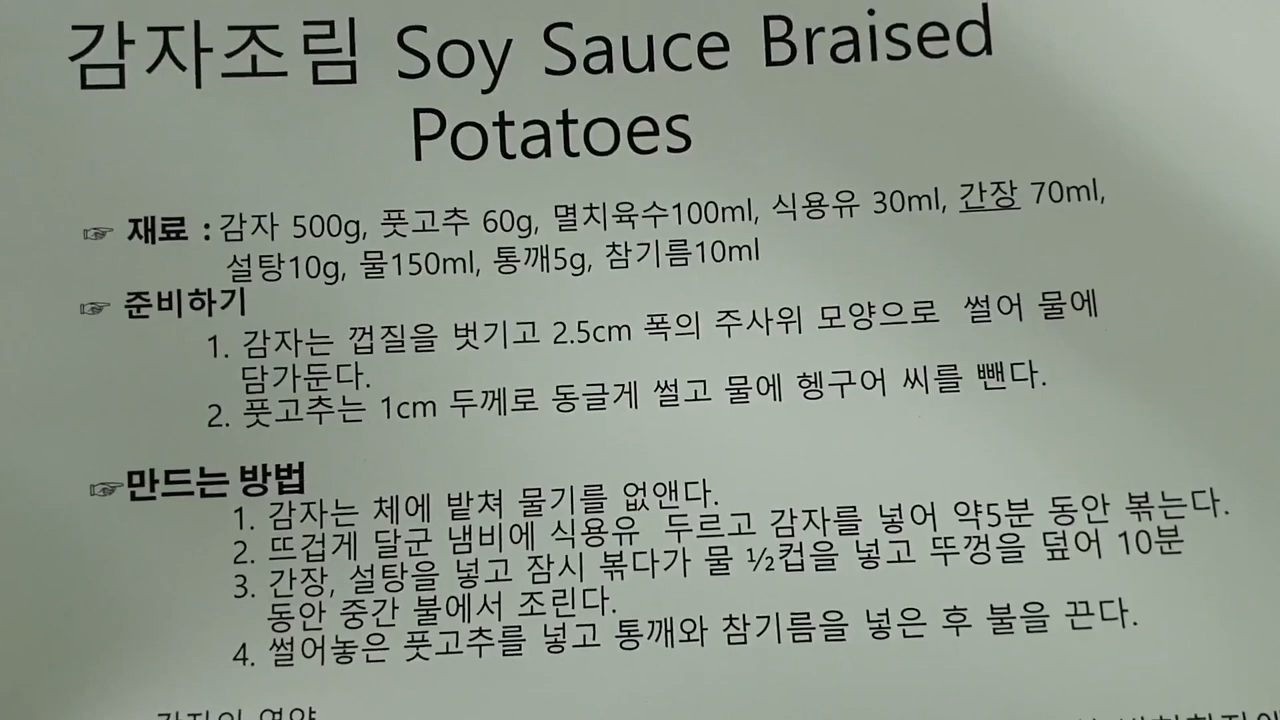 감자조림 Soy Sauce Braised
Potatoes
☞ 재료 : 감자 500g, 풋고추 60g, 멸치육수100ml, 식용유 30ml, 간장 70ml,
설탕10g, 물150ml, 통깨5g, 참기름10ml
☞ 준비하기
1. 감자는 껍질을 벗기고 2.5cm 폭의 주사위 모양으로 썰어 물에
담가둔다.
2. 풋고추는 1cm 두께로 동글게 썰고 물에 헹구어 씨를 뺀다.
☞만드는 방법
1. 감자는 체에 밭쳐 물기를 없앤다.
2. 뜨겁게 달군 냄비에 식용유 두르고 감자를 넣어 약5분 동안 볶는다.
3. 간장, 설탕을 넣고 잠시 볶다가 물 ½컵을 넣고 뚜껑을 덮어 10분
동안 중간 불에서 조린다.
4. 썰어놓은 풋고추를 넣고 통깨와 참기름을 넣은 후 불을 끈다.
감자의 영양